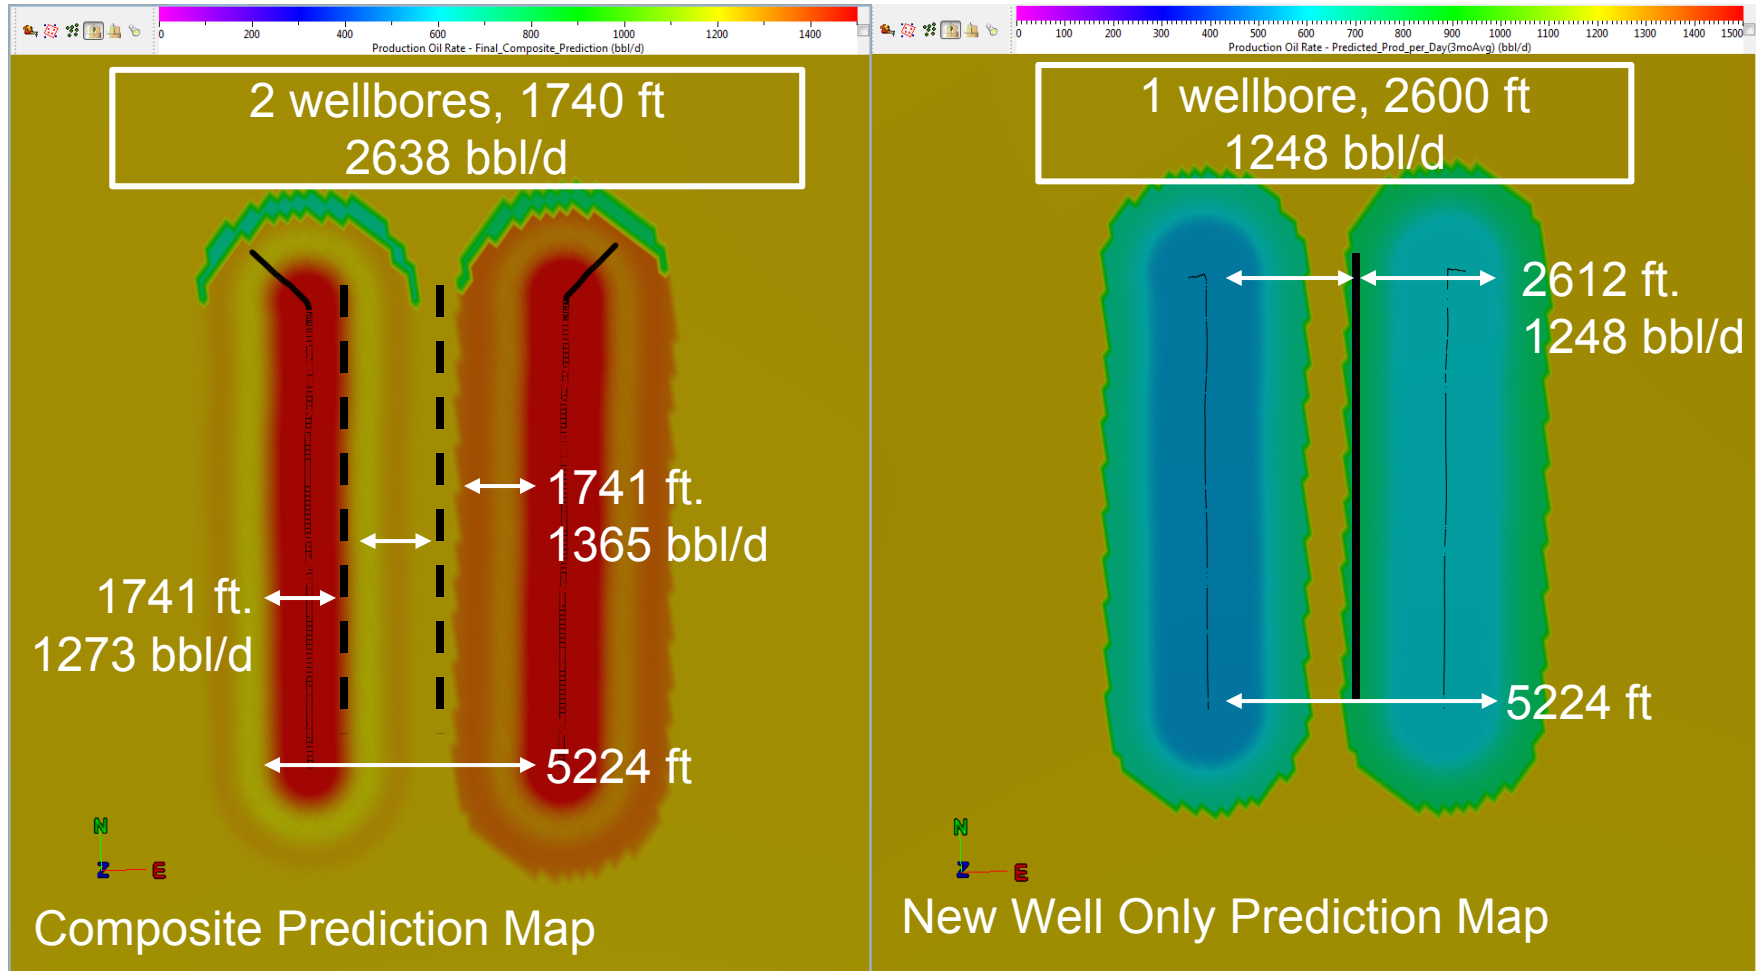 0 200 400 600 800 1000 1200 1400
Production Oil Rate - Final_Composite_Prediction (bbl/d)
2 wellbores, 1740 ft
2638 bbl/d
1741 ft.
1365 bbl/d
1741 ft.
1273 bbl/d
5224 ft
N
Z E
Composite Prediction Map
0 100 200 300 400 500 600 700 800 900 1000 1100 1200 1300 1400 1500
Production Oil Rate - Predicted_Prod_per_Day(3moAvg) (bbl/d)
1 wellbore, 2600 ft
1248 bbl/d
2612 ft.
1248 bbl/d
5224 ft
N
Z E
New Well Only Prediction Map